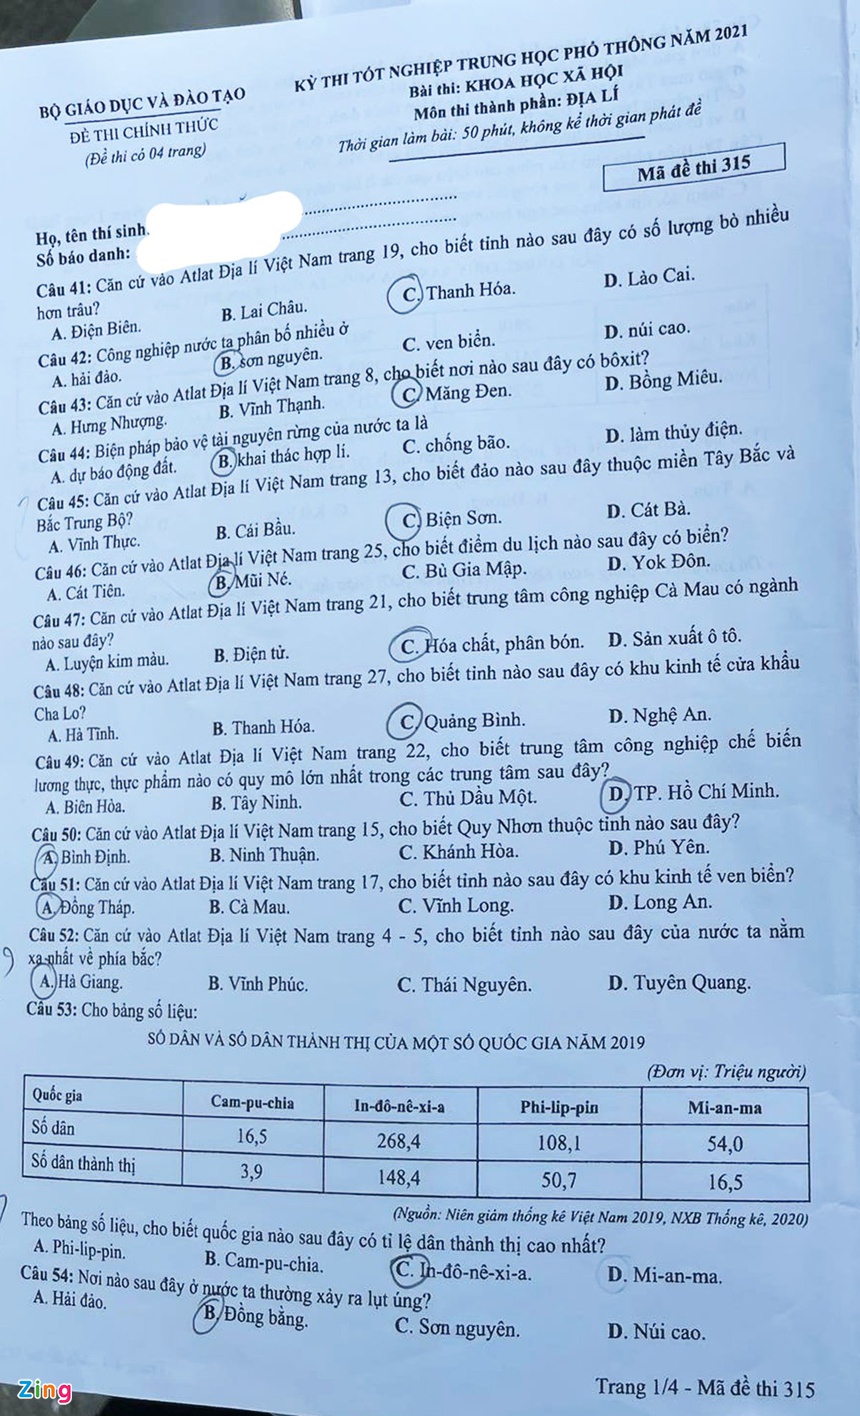 BỘ GIÁO DỤC VÀ ĐÀO TẠO
ĐỀ THI CHÍNH THỨC
(Đề thi có 04 trang)
KỲ THI TỐT NGHIỆP TRUNG HỌC PHỔ THÔNG NĂM 2021
Bài thi: KHOA HỌC XÃ HỘI
Môn thi thành phần: ĐỊA LÍ
Thời gian làm bài: 50 phút, không kể thời gian phát đề
Mã đề thi 315
Họ, tên thí sinh
Số báo danh:
Câu 41: Căn cứ vào Atlat Địa lí Việt Nam trang 19, cho biết tỉnh nào sau đây có số lượng bò nhiều
hơn trâu?
A. Điện Biên. B. Lai Châu. C. Thanh Hóa. D. Lào Cai.
Câu 42: Công nghiệp nước ta phân bố nhiều ở
A. hải đảo. B. sơn nguyên. C. ven biển. D. núi cao.
Câu 43: Căn cứ vào Atlat Địa lí Việt Nam trang 8, cho biết nơi nào sau đây có bôxit?
A. Hưng Nhượng. B. Vĩnh Thạnh. C. Măng Đen. D. Bồng Miêu.
Câu 44: Biện pháp bảo vệ tài nguyên rừng của nước ta là
A. dự báo động đất. B. khai thác hợp lí. C. chống bão. D. làm thủy điện.
Câu 45: Căn cứ vào Atlat Địa lí Việt Nam trang 13, cho biết đảo nào sau đây thuộc miền Tây Bắc và
Bắc Trung Bộ?
A. Vĩnh Thực. B. Cái Bầu. C. Biện Sơn. D. Cát Bà.
Câu 46: Căn cứ vào Atlat Địa lí Việt Nam trang 25, cho biết điểm du lịch nào sau đây có biển?
A. Cát Tiên. B. Mũi Né. C. Bù Gia Mập. D. Yok Đôn.
Câu 47: Căn cứ vào Atlat Địa lí Việt Nam trang 21, cho biết trung tâm công nghiệp Cà Mau có ngành
nào sau đây?
A. Luyện kim màu. B. Điện tử. C. Hóa chất, phân bón. D. Sản xuất ô tô.
Câu 48: Căn cứ vào Atlat Địa lí Việt Nam trang 27, cho biết tỉnh nào sau đây có khu kinh tế cửa khẩu
Cha Lo?
A. Hà Tĩnh. B. Thanh Hóa. C. Quảng Bình. D. Nghệ An.
Câu 49: Căn cứ vào Atlat Địa lí Việt Nam trang 22, cho biết trung tâm công nghiệp chế biến
lương thực, thực phẩm nào có quy mô lớn nhất trong các trung tâm sau đây?
A. Biên Hòa. B. Tây Ninh. C. Thủ Dầu Một. D. TP. Hồ Chí Minh.
Câu 50: Căn cứ vào Atlat Địa lí Việt Nam trang 15, cho biết Quy Nhơn thuộc tỉnh nào sau đây?
A. Bình Định. B. Ninh Thuận. C. Khánh Hòa. D. Phú Yên.
Câu 51: Căn cứ vào Atlat Địa lí Việt Nam trang 17, cho biết tỉnh nào sau đây có khu kinh tế ven biển?
A. Đồng Tháp. B. Cà Mau. C. Vĩnh Long. D. Long An.
Câu 52: Căn cứ vào Atlat Địa lí Việt Nam trang 4 - 5, cho biết tỉnh nào sau đây của nước ta nằm
xa nhất về phía bắc?
A. Hà Giang. B. Vĩnh Phúc. C. Thái Nguyên. D. Tuyên Quang.
Câu 53: Cho bảng số liệu:
SỐ DÂN VÀ SỐ DÂN THÀNH THỊ CỦA MỘT SỐ QUỐC GIA NĂM 2019
(Đơn vị: Triệu người)
Quốc gia Cam-pu-chia In-đô-nê-xi-a Phi-lip-pin Mi-an-ma
Số dân 16,5 268,4 108,1 54,0
Số dân thành thị 3,9 148,4 50,7 16,5
(Nguồn: Niên giám thống kê Việt Nam 2019, NXB Thống kê, 2020)
Theo bảng số liệu, cho biết quốc gia nào sau đây có tỉ lệ dân thành thị cao nhất?
A. Phi-lip-pin. B. Cam-pu-chia. C. In-đô-nê-xi-a. D. Mi-an-ma.
Câu 54: Nơi nào sau đây ở nước ta thường xảy ra lụt úng?
A. Hải đảo. B. Đồng bằng. C. Sơn nguyên. D. Núi cao.
Zing
Trang 1/4 - Mã đề thi 315